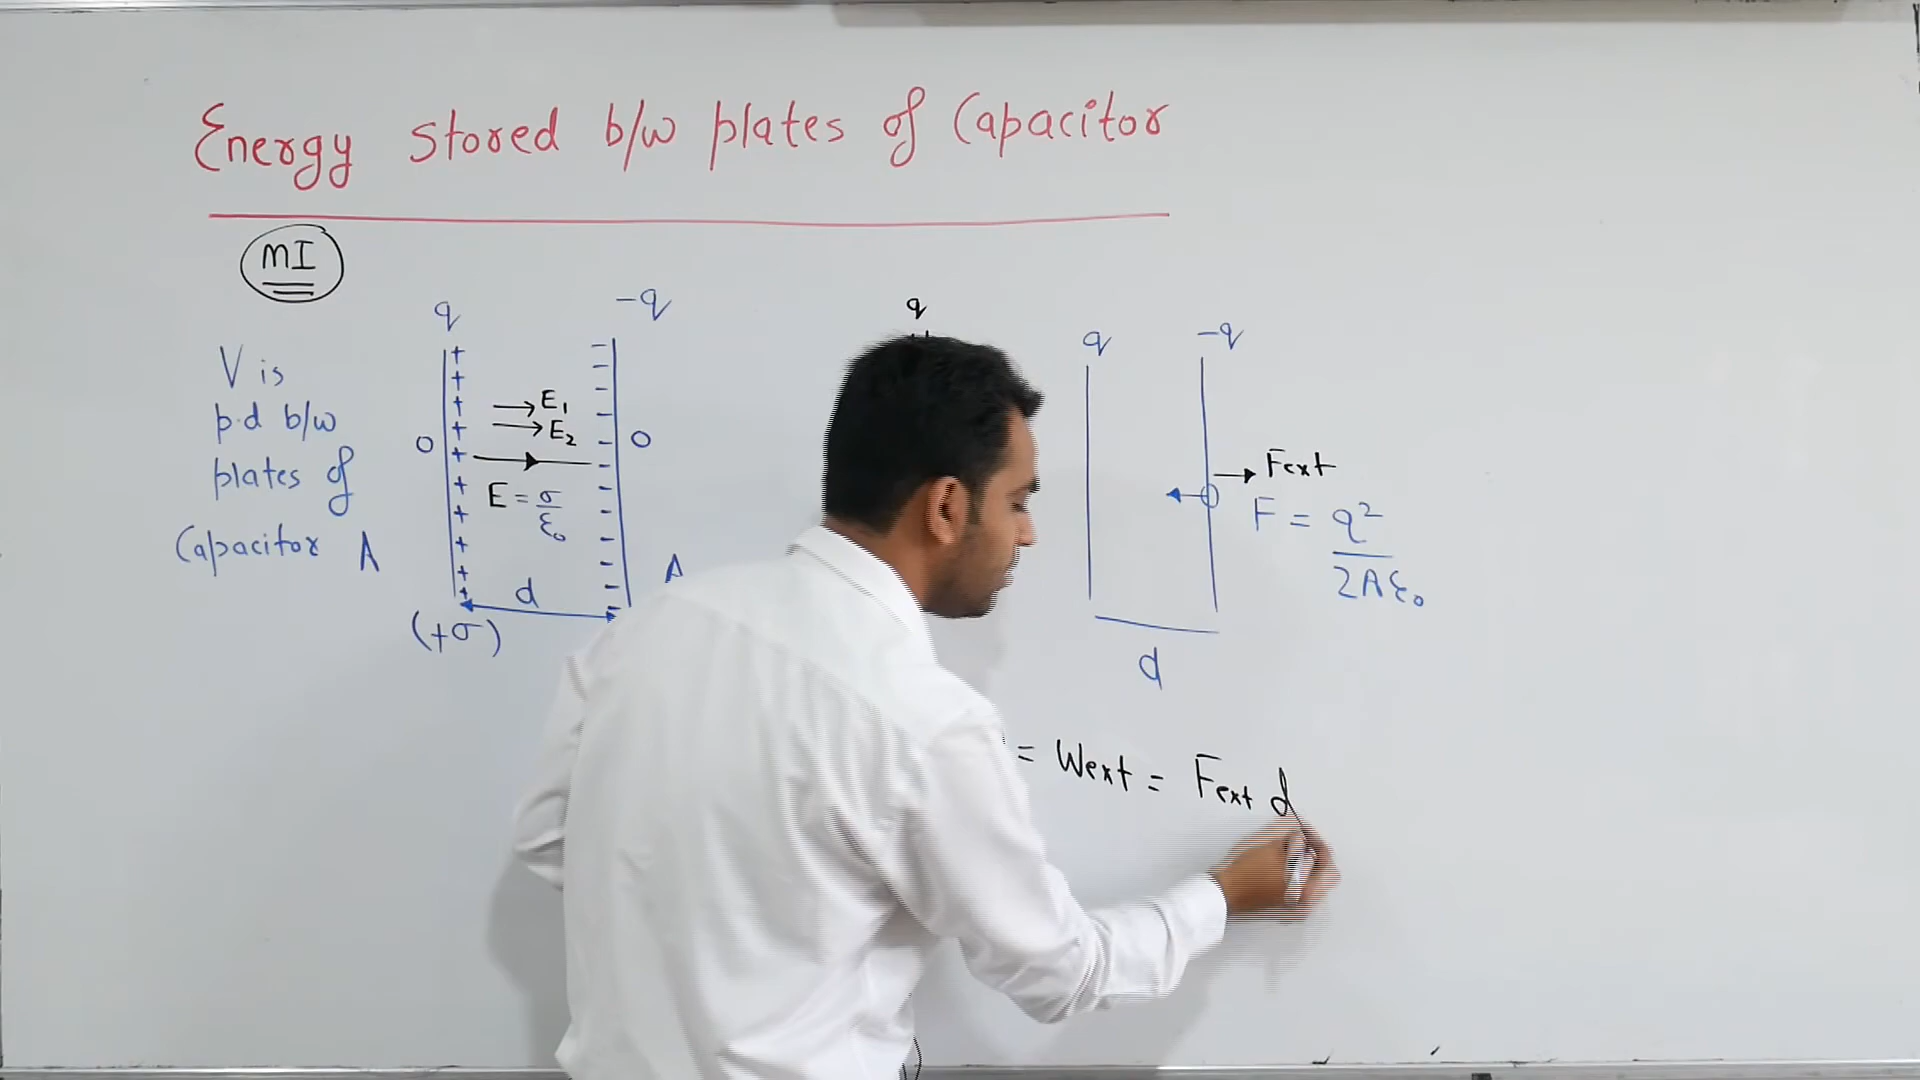 Energy stored b/w plates of Capacitor
MI
V is
p.d b/w
plates of
Capacitor A
q
-q
+
+
+
+
+
+
+
+
+
+
O
E₁
E₂
E = σ/ε₀
O
d
(+σ)
A
q
q
-q
Fext
F = q²/2Aε₀
d
= Wext = Fext d